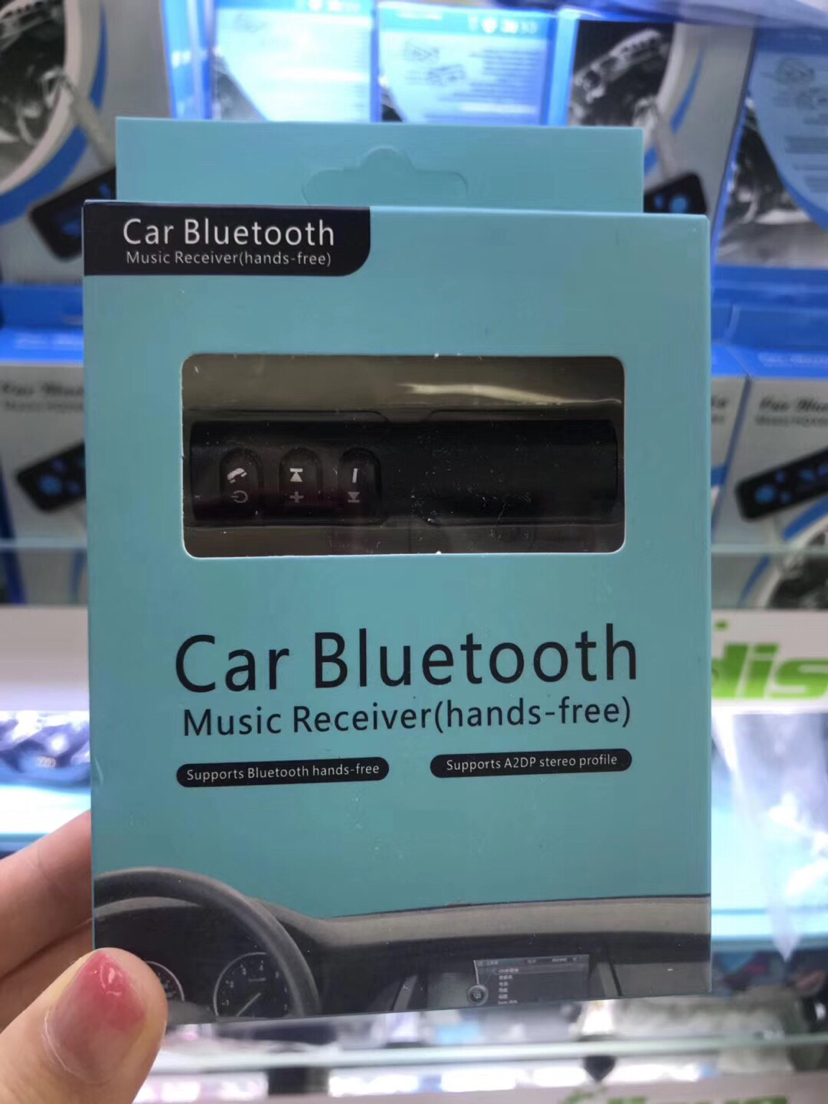 Car Bluetooth
Music Receiver(hands-free)
Car Bluetooth
Music Receiver(hands-free)
Supports Bluetooth hands-free
Supports A2DP stereo profile